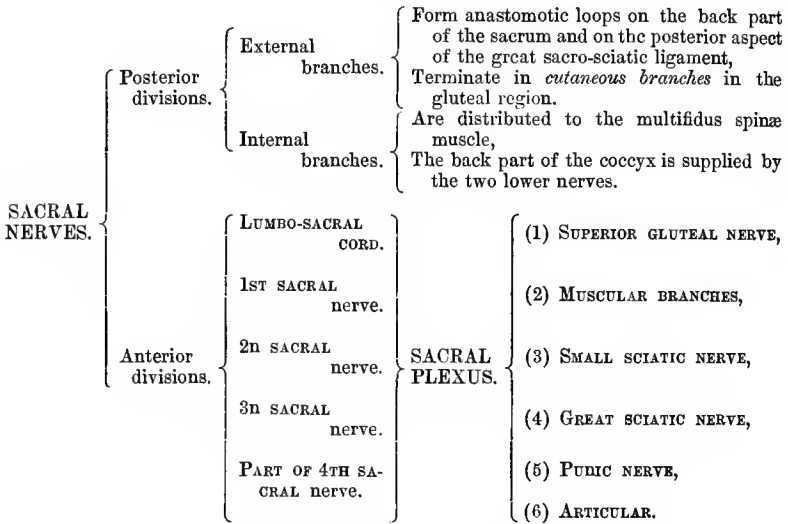 Form anastomotic loops on the back part
of the sacrum and on the posterior aspect
of the great sacro-sciatic ligament,
Terminate in cutaneous branches in the
gluteal region.
External
branches.
Posterior
divisions.
Are distributed to the multifidus spinæ
muscle,
The back part of the coccyx is supplied by
the two lower nerves.
Internal
branches.
SACRAL
NERVES.
Anterior
divisions.
LUMBO-SACRAL
CORD.
1ST SACRAL
nerve.
2D SACRAL
nerve.
3D SACRAL
nerve.
PART OF 4TH SA-
CRAL nerve.
SACRAL
PLEXUS.
(1) SUPERIOR GLUTEAL NERVE,
(2) MUSCULAR BRANCHES,
(3) SMALL SCIATIC NERVE,
(4) GREAT SCIATIC NERVE,
(5) PUDIC NERVE,
(6) ARTICULAR.